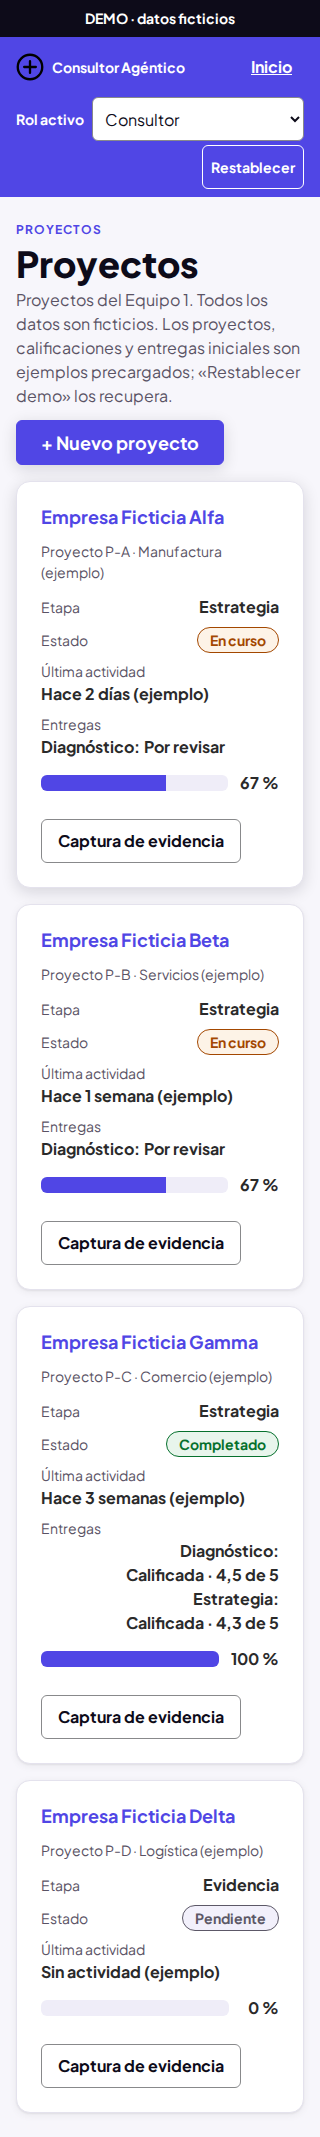 DEMO · datos ficticios
Consultor Agéntico
Inicio
Rol activo
Consultor
Restablecer
PROYECTOS
Proyectos
Proyectos del Equipo 1. Todos los
datos son ficticios. Los proyectos,
calificaciones y entregas iniciales son
ejemplos precargados; «Restablecer
demo» los recupera.
+ Nuevo proyecto
Empresa Ficticia Alfa
Proyecto P-A · Manufactura
(ejemplo)
Etapa Estrategia
Estado En curso
Última actividad
Hace 2 días (ejemplo)
Entregas
Diagnóstico: Por revisar
67 %
Captura de evidencia
Empresa Ficticia Beta
Proyecto P-B · Servicios (ejemplo)
Etapa Estrategia
Estado En curso
Última actividad
Hace 1 semana (ejemplo)
Entregas
Diagnóstico: Por revisar
67 %
Captura de evidencia
Empresa Ficticia Gamma
Proyecto P-C · Comercio (ejemplo)
Etapa Estrategia
Estado Completado
Última actividad
Hace 3 semanas (ejemplo)
Entregas
Diagnóstico:
Calificada · 4,5 de 5
Estrategia:
Calificada · 4,3 de 5
100 %
Captura de evidencia
Empresa Ficticia Delta
Proyecto P-D · Logística (ejemplo)
Etapa Evidencia
Estado Pendiente
Última actividad
Sin actividad (ejemplo)
0 %
Captura de evidencia